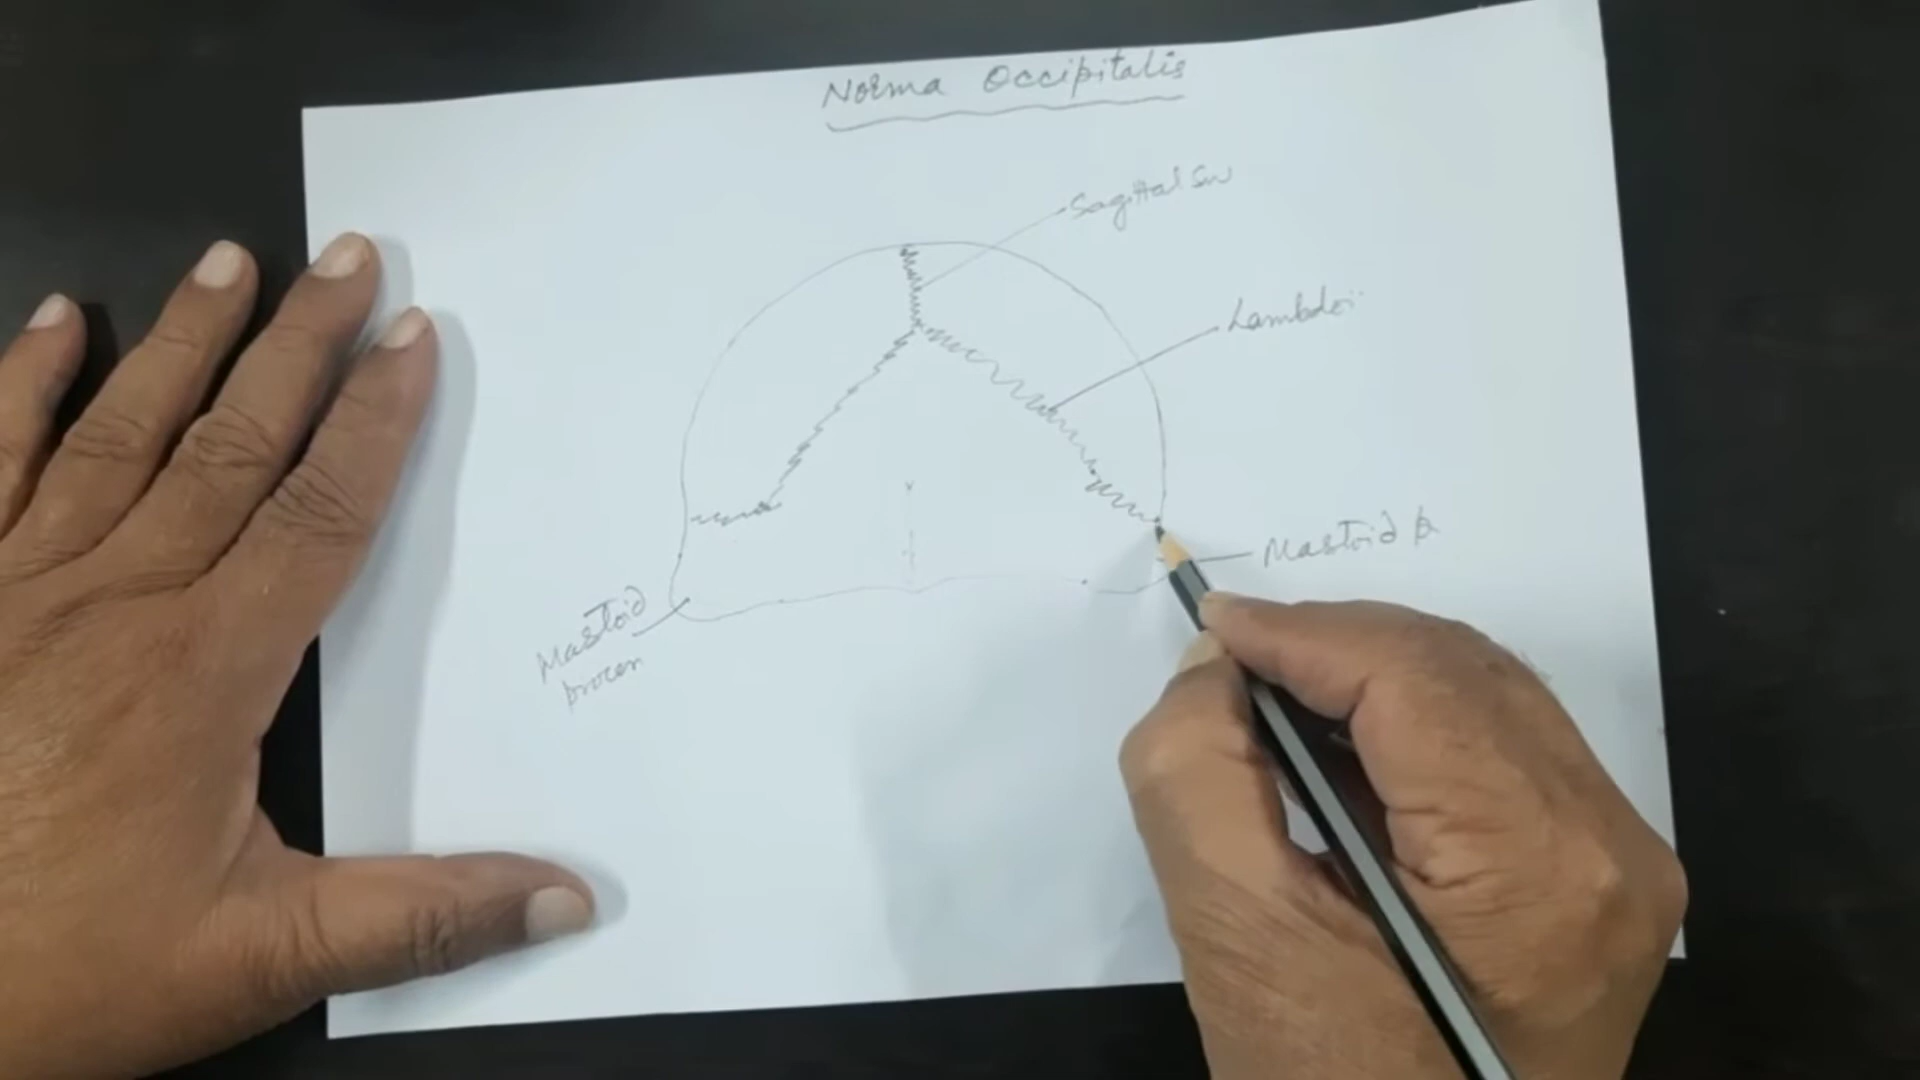 Norma Occipitalis
Sagittal Su
Lambdoi
Mastoid p
Mastoid
process